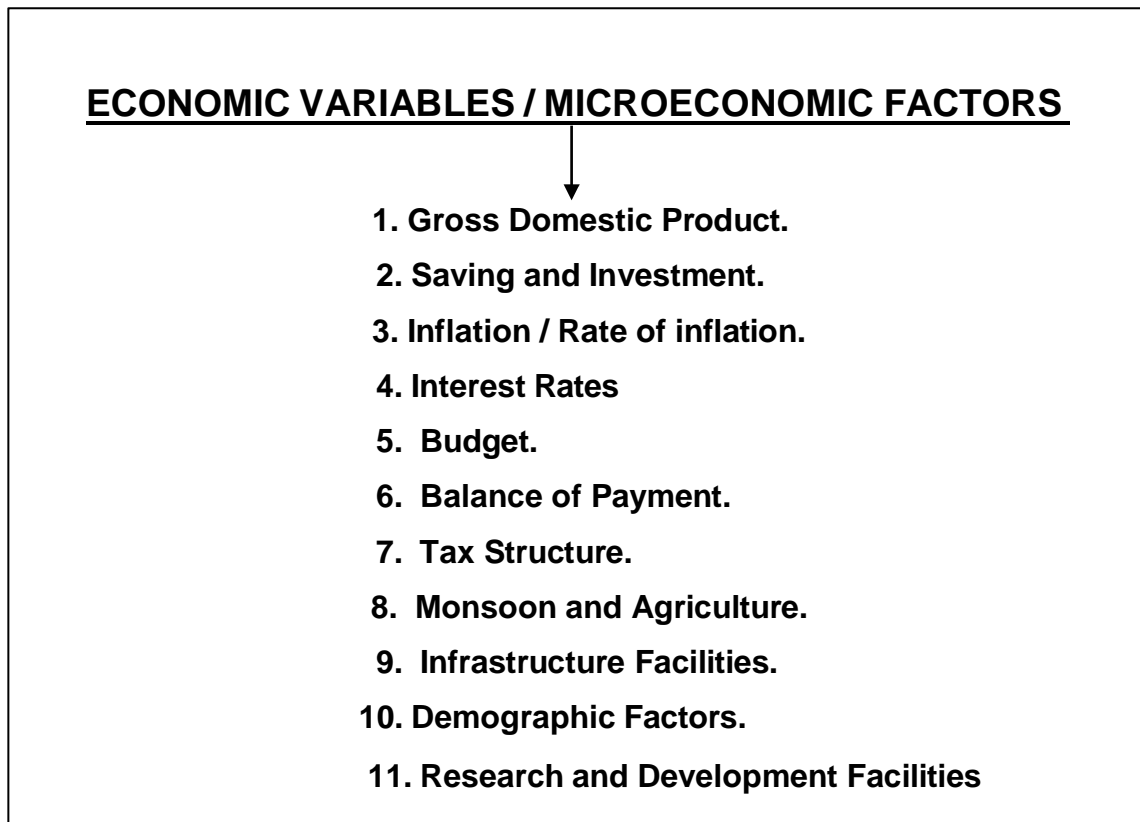 ECONOMIC VARIABLES / MICROECONOMIC FACTORS
1. Gross Domestic Product.
2. Saving and Investment.
3. Inflation / Rate of inflation.
4. Interest Rates
5. Budget.
6. Balance of Payment.
7. Tax Structure.
8. Monsoon and Agriculture.
9. Infrastructure Facilities.
10. Demographic Factors.
11. Research and Development Facilities